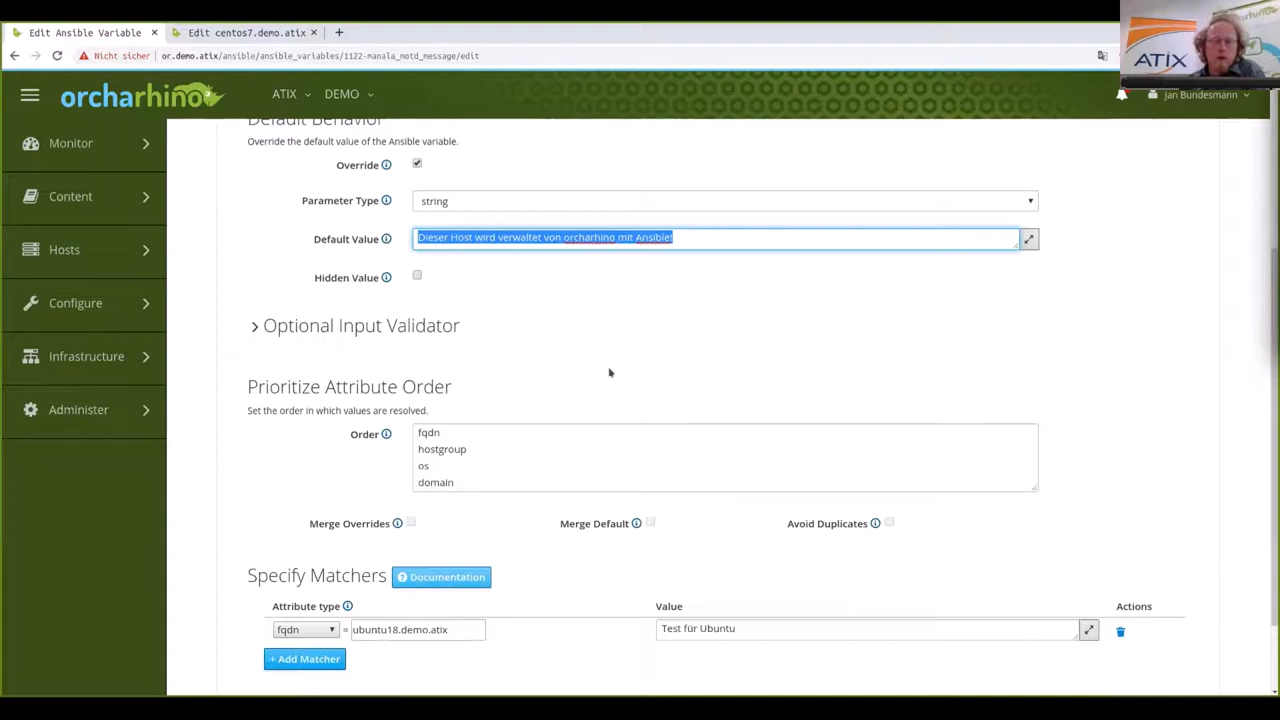 Edit Ansible Variable
Edit centos7.demo.atix
Nicht sicher
or.demo.atix/ansible/ansible_variables/1122-manala_motd_message/edit
ATIX
orcharhino
ATIX
DEMO
Jan Bundesmann
Monitor
Content
Hosts
Configure
Infrastructure
Administer
Default Behavior
Override the default value of the Ansible variable.
Override
Parameter Type
string
Default Value
Dieser Host wird verwaltet von orcharhino mit Ansible!
Hidden Value
Optional Input Validator
Prioritize Attribute Order
Set the order in which values are resolved.
Order
fqdn
hostgroup
os
domain
Merge Overrides
Merge Default
Avoid Duplicates
Specify Matchers
Documentation
Attribute type
Value
Actions
fqdn
=
ubuntu18.demo.atix
Test für Ubuntu
+ Add Matcher